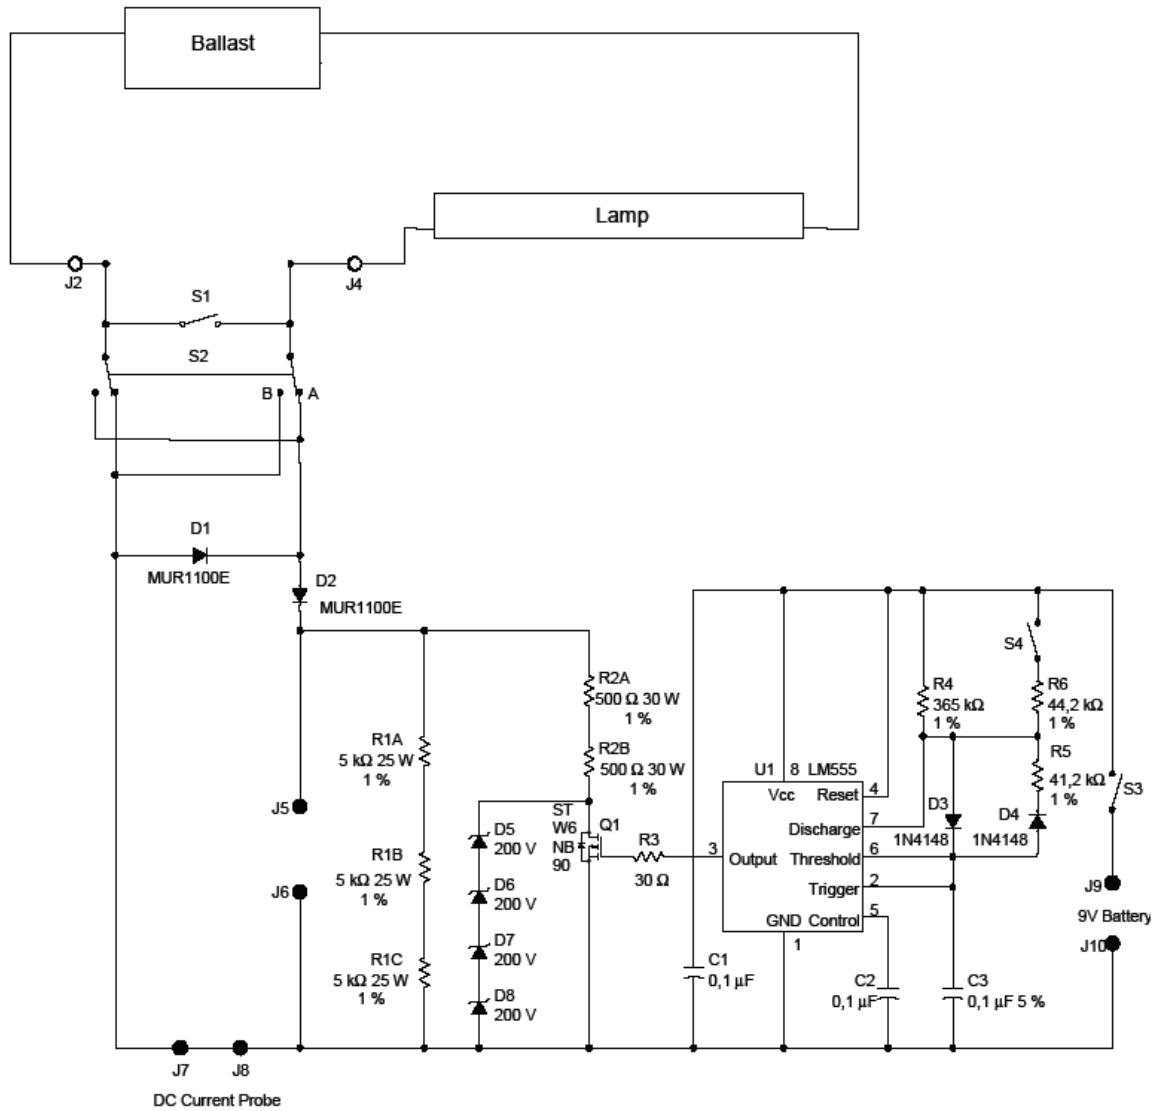 Ballast
Lamp
J2
J4
S1
S2
B
A
D1
MUR1100E
D2
MUR1100E
S4
R2A
500 Ω 30 W
1 %
R4
365 kΩ
1 %
R6
44,2 kΩ
1 %
R1A
5 kΩ 25 W
1 %
R2B
500 Ω 30 W
1 %
R5
41,2 kΩ
1 %
U1
8
LM555
Vcc
Reset
4
S3
J5
D3
1N4148
D4
1N4148
ST
W6
NB
90
Q1
R3
30 Ω
3
Output
Discharge
7
Threshold
6
Trigger
2
GND
Control
5
1
D5
200 V
R1B
5 kΩ 25 W
1 %
J6
D6
200 V
J9
9V Battery
J10
D7
200 V
R1C
5 kΩ 25 W
1 %
D8
200 V
C1
0,1 µF
C2
0,1 µF
C3
0,1 µF 5 %
J7
J8
DC Current Probe